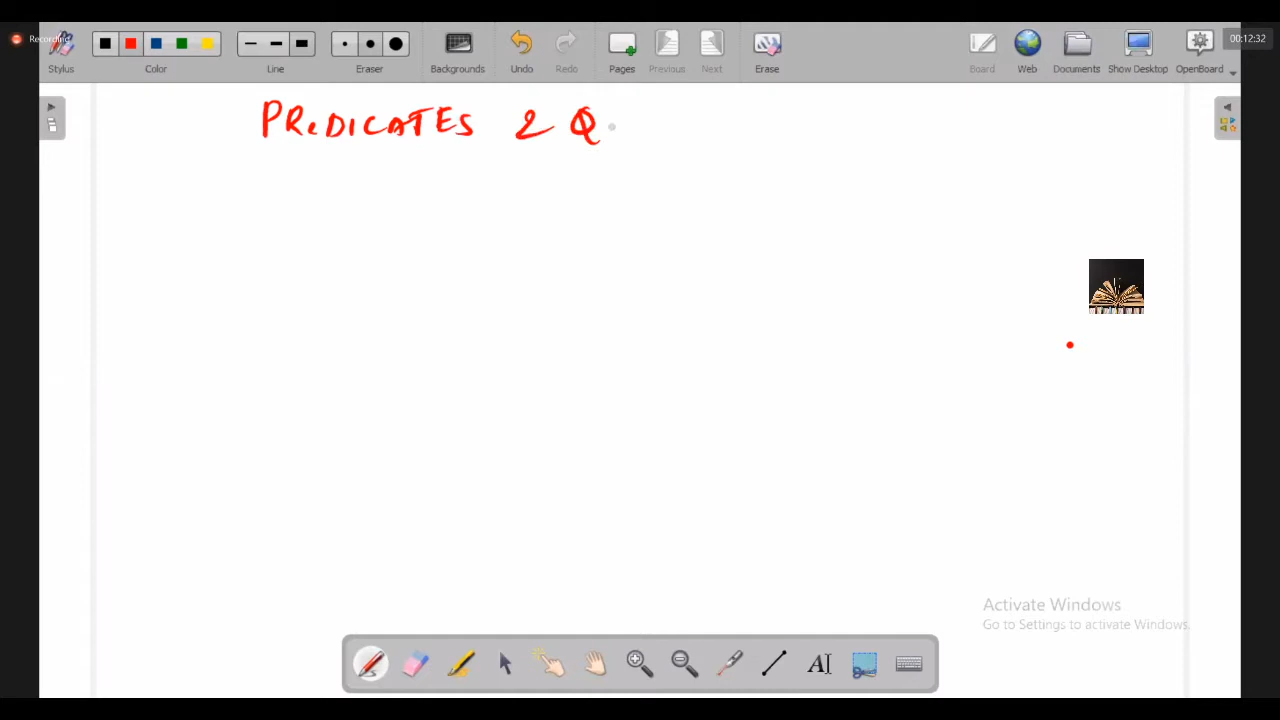 Recording
00:12:32
Stylus Color Line Eraser Backgrounds Undo Redo Pages Previous Next Erase Board Web Documents Show Desktop OpenBoard
PREDICATES & Q
Activate Windows
Go to Settings to activate Windows.
AI